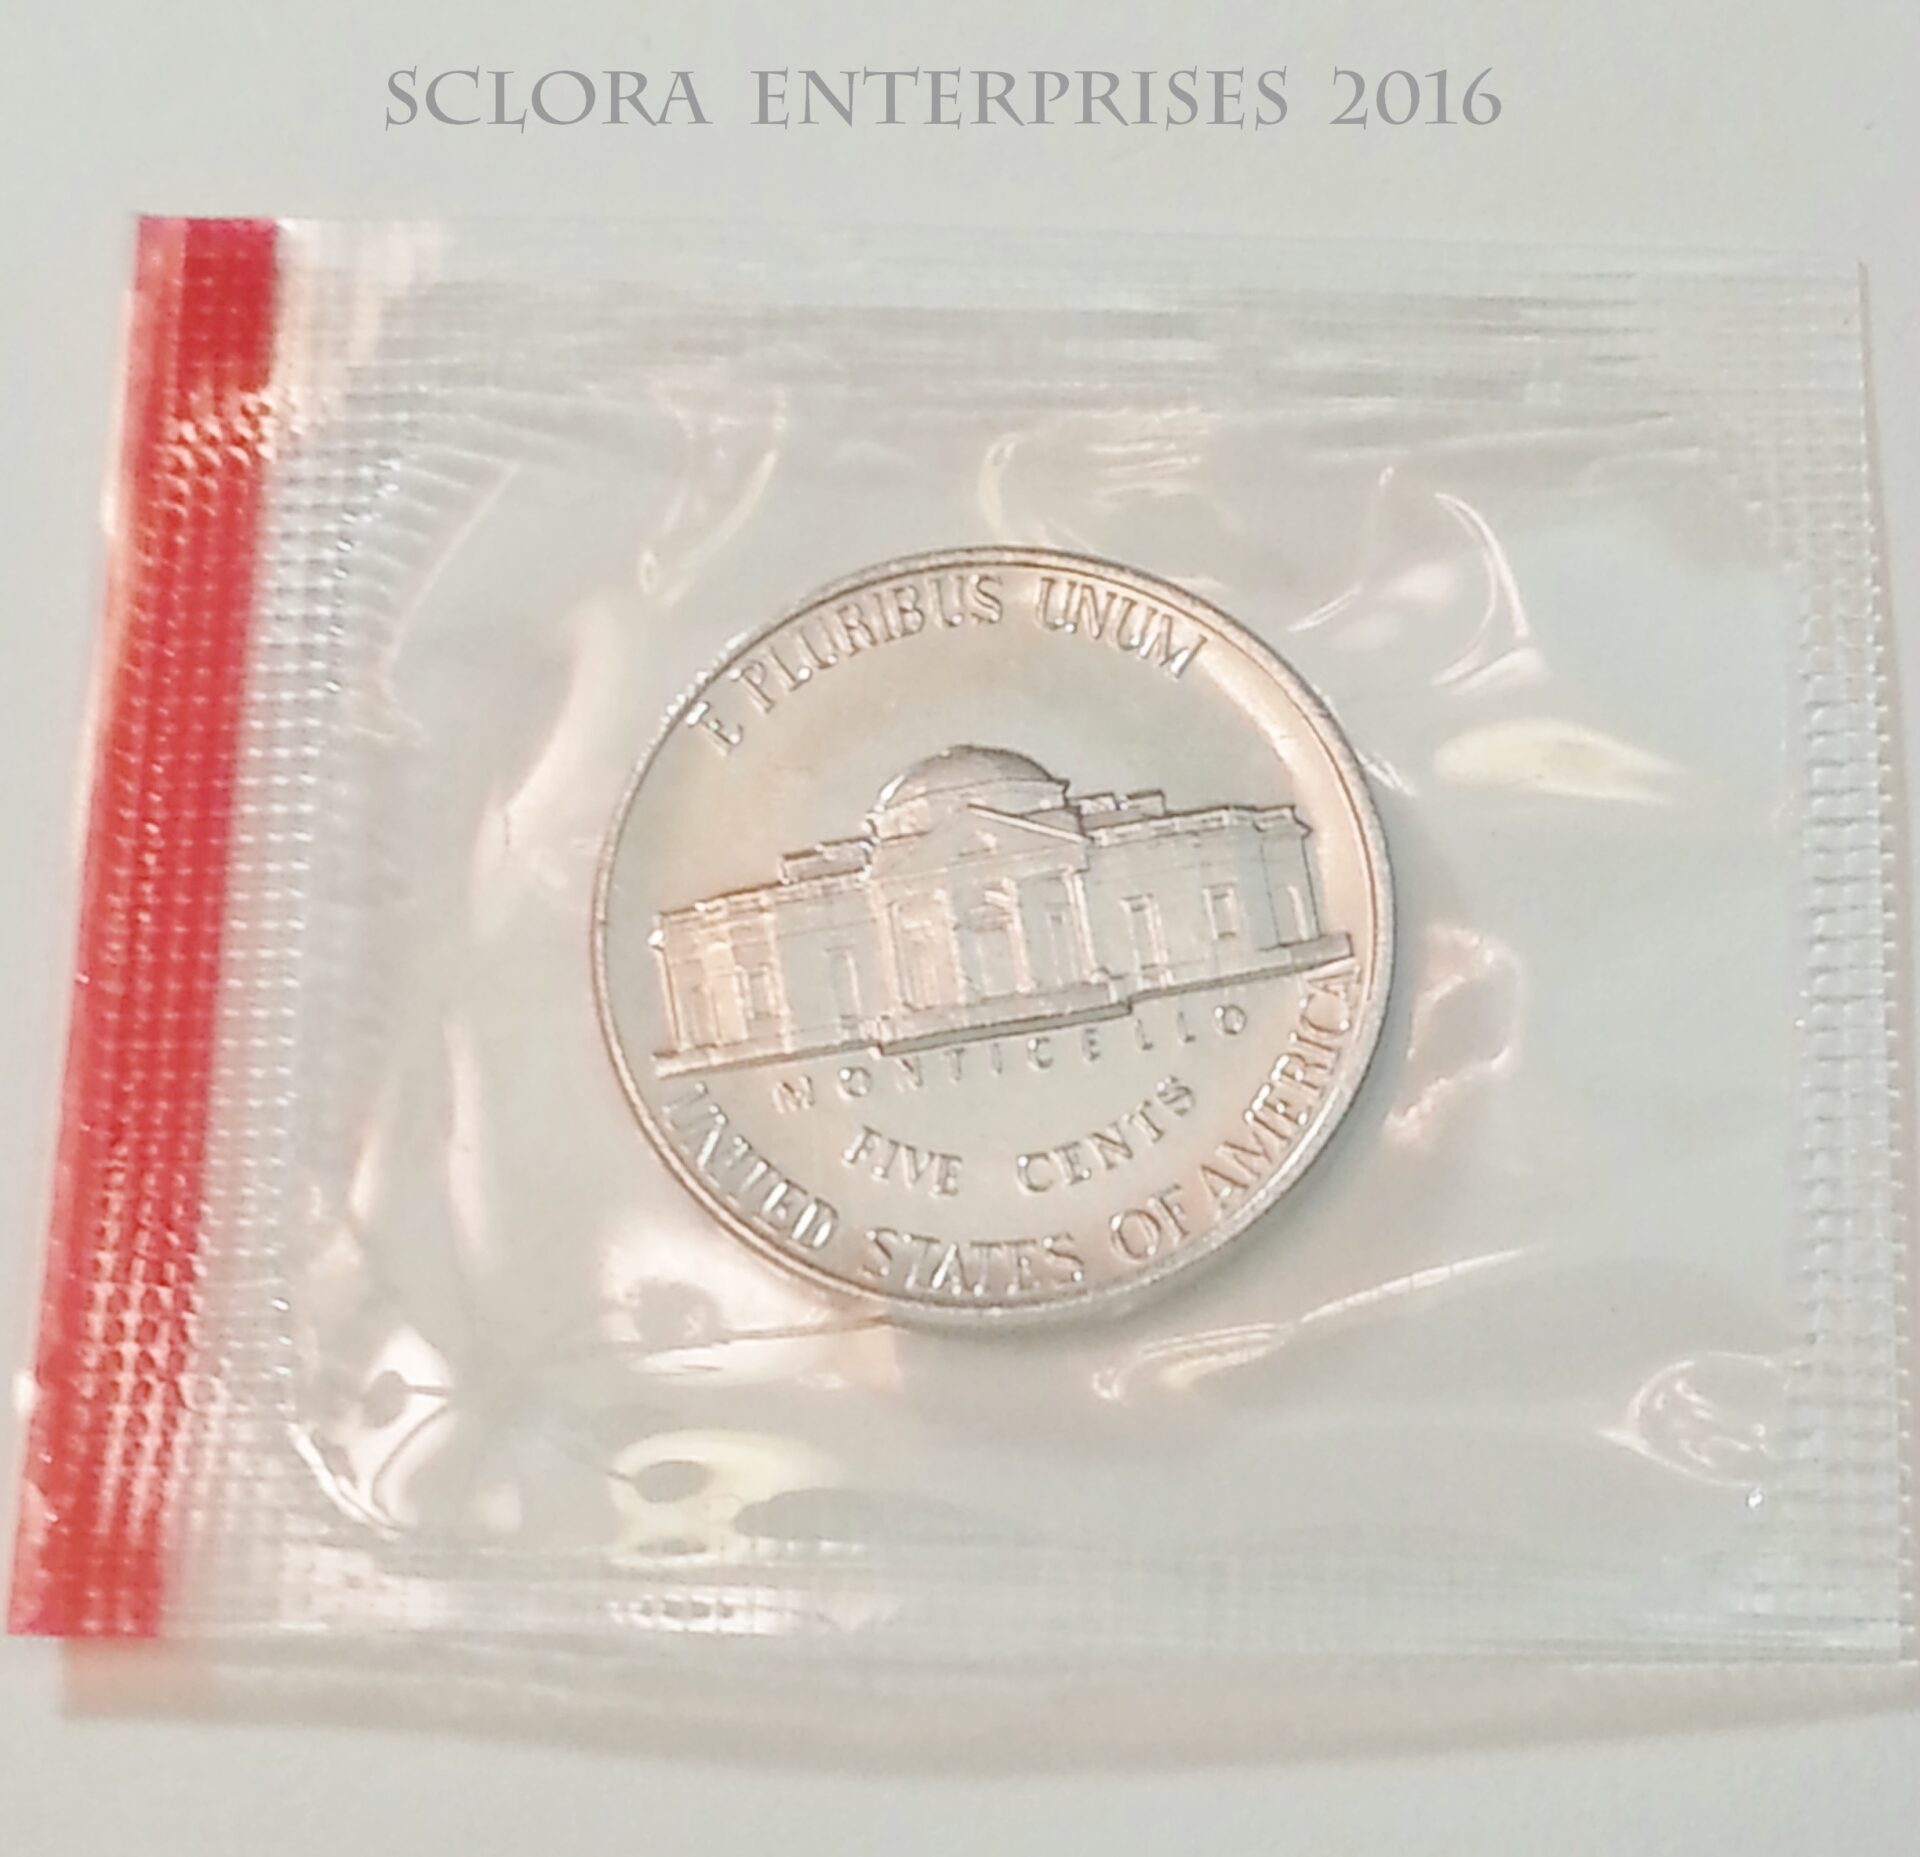 SCLORA ENTERPRISES 2016
E PLURIBUS UNUM
MONTICELLO
FIVE CENTS
UNITED STATES OF AMERICA